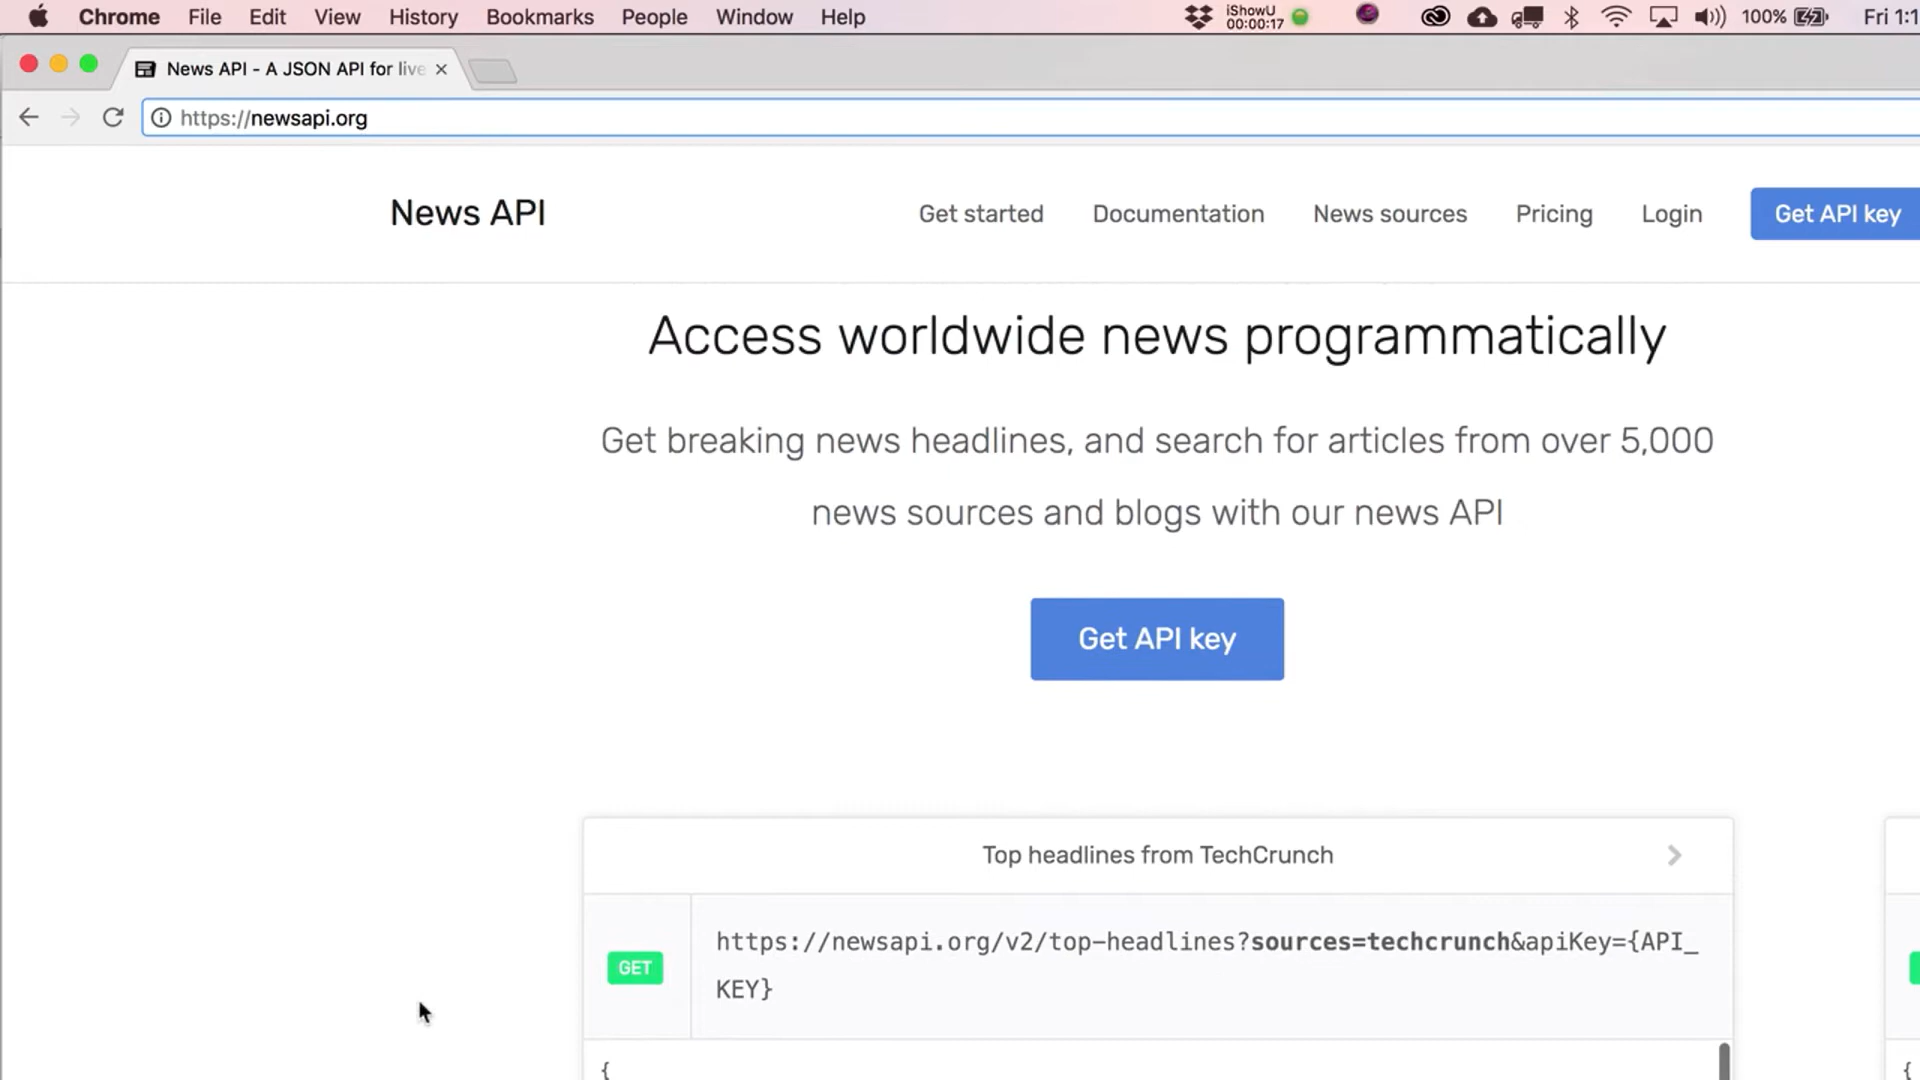 Chrome File Edit View History Bookmarks People Window Help iShowU 00:00:17 100% Fri 1:1
News API - A JSON API for live
https://newsapi.org
News API Get started Documentation News sources Pricing Login Get API key
Access worldwide news programmatically
Get breaking news headlines, and search for articles from over 5,000
news sources and blogs with our news API
Get API key
Top headlines from TechCrunch
GET
https://newsapi.org/v2/top-headlines?sources=techcrunch&apiKey={API_
KEY}
{ {